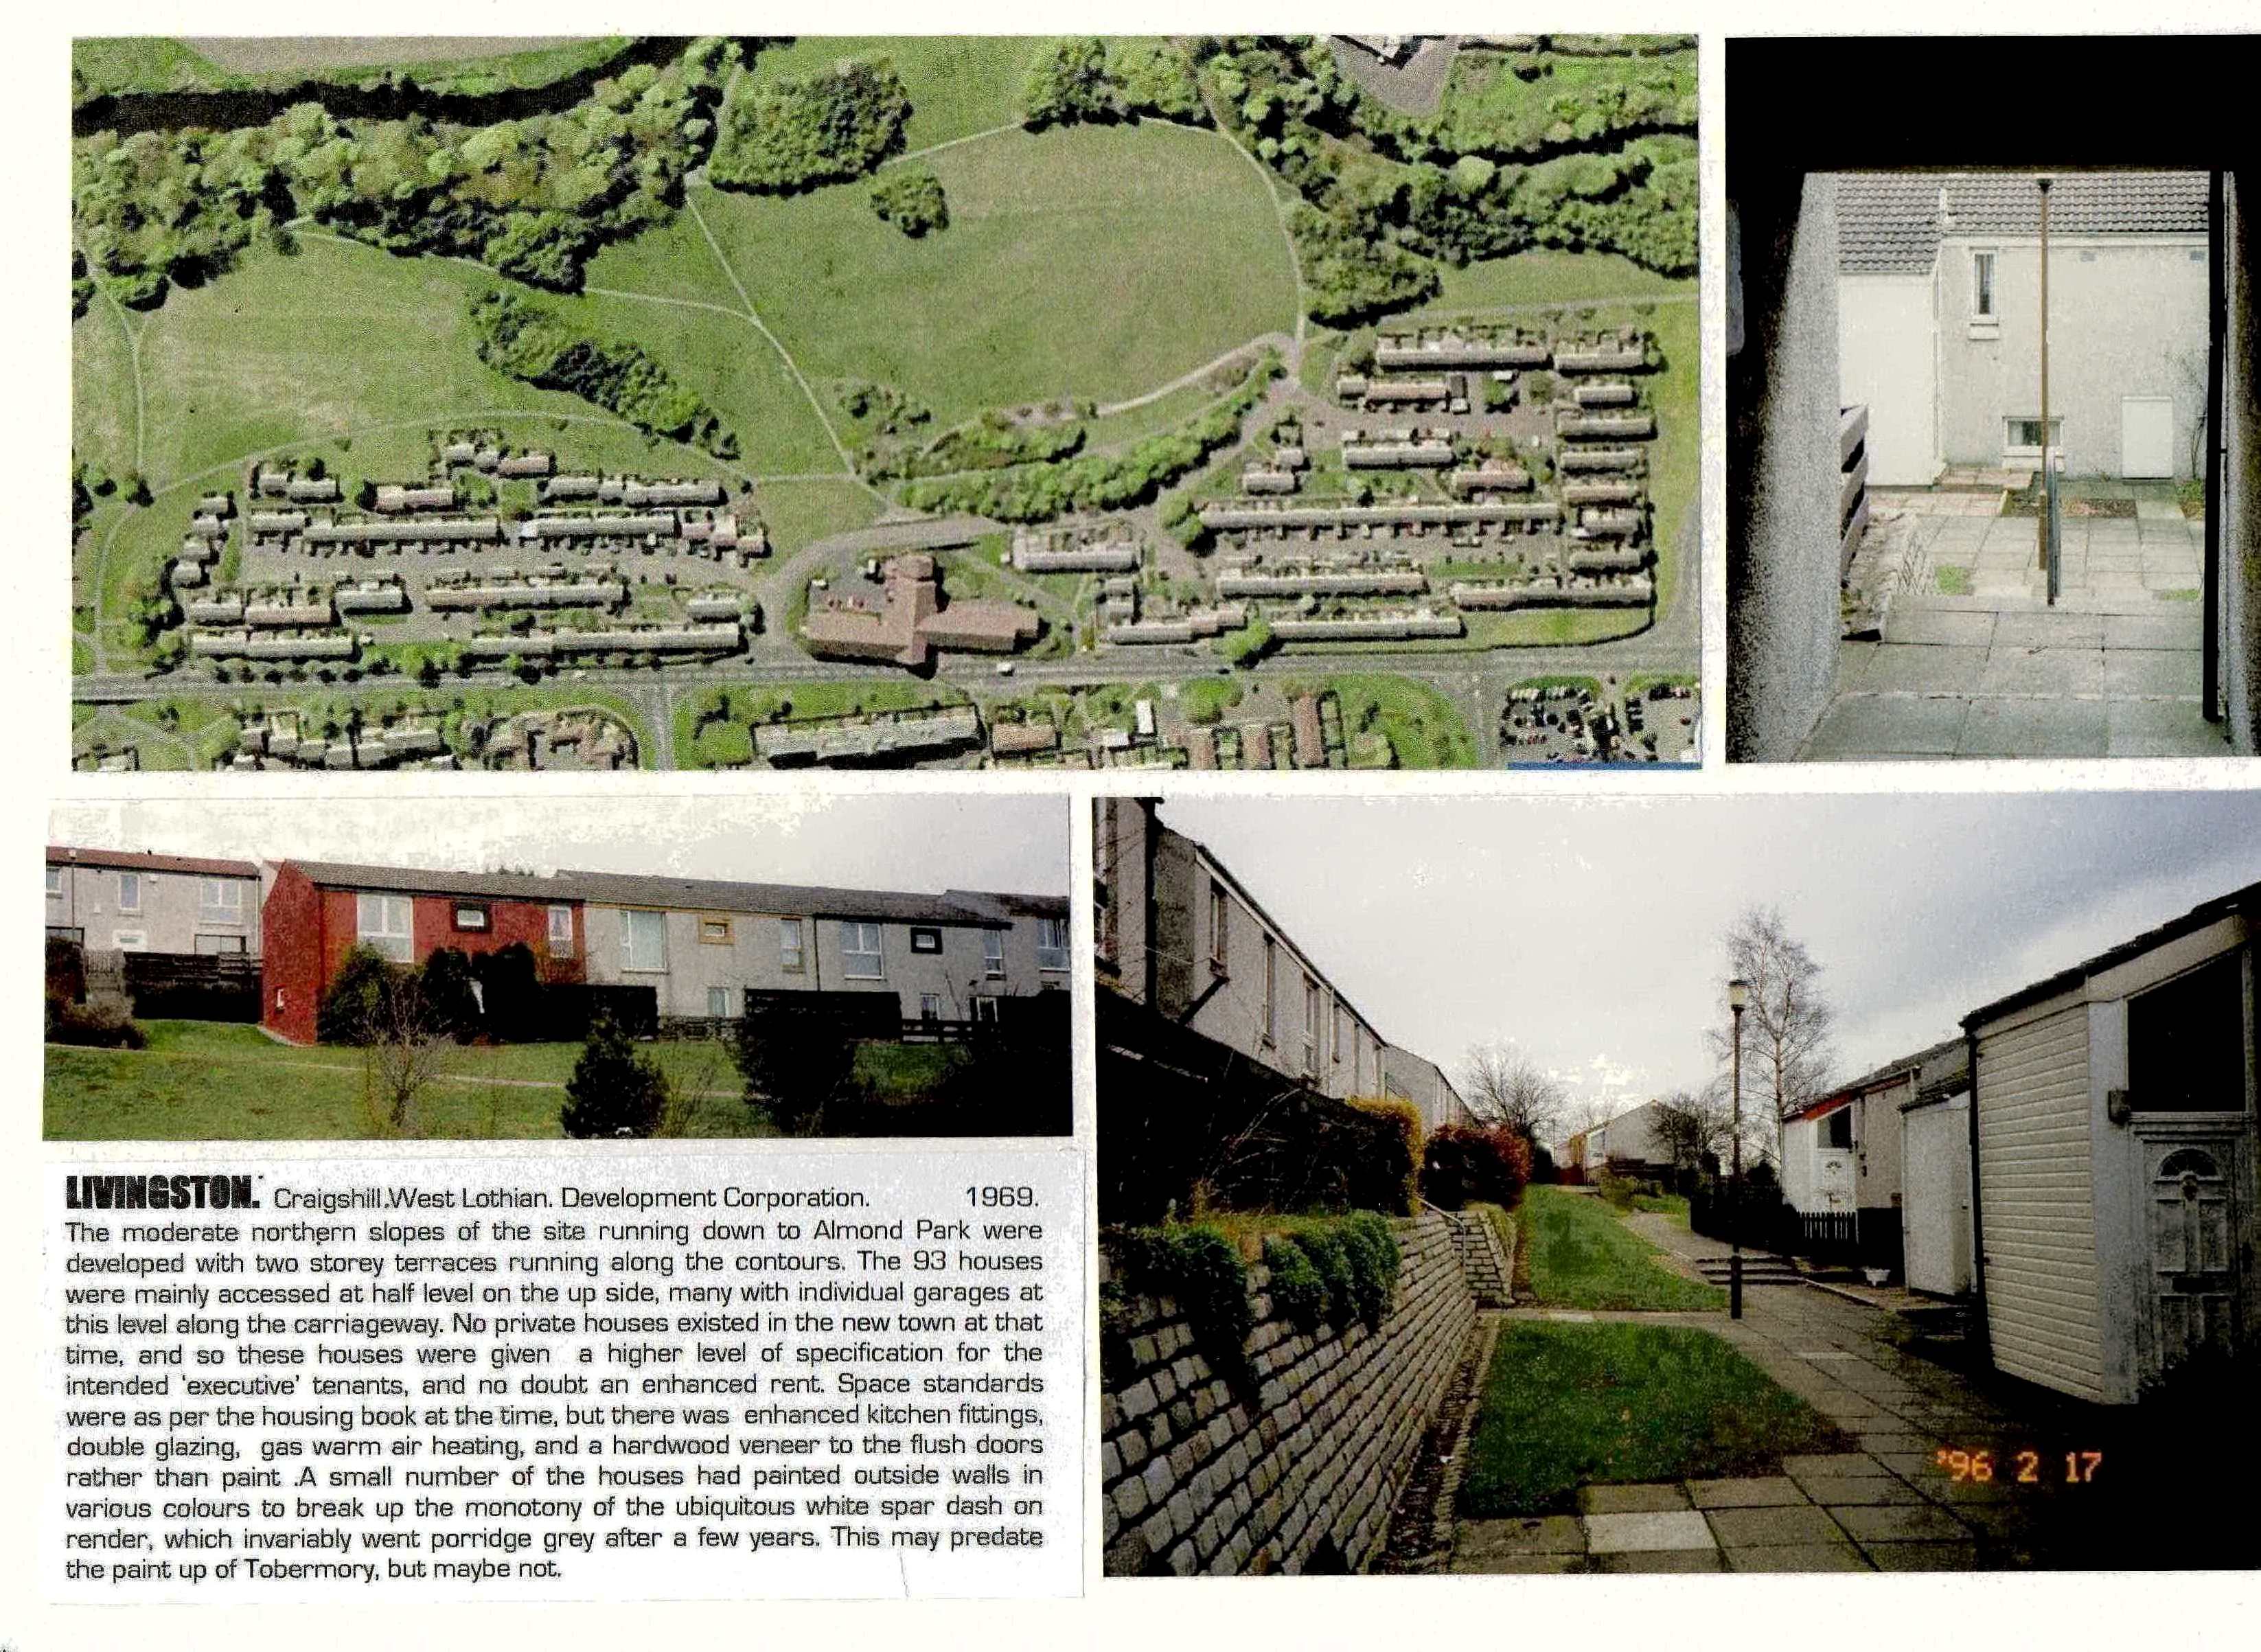 LIVINGSTON. Craigshill.West Lothian. Development Corporation. 1969.
The moderate northern slopes of the site running down to Almond Park were
developed with two storey terraces running along the contours. The 93 houses
were mainly accessed at half level on the up side, many with individual garages at
this level along the carriageway. No private houses existed in the new town at that
time, and so these houses were given a higher level of specification for the
intended ‘executive’ tenants, and no doubt an enhanced rent. Space standards
were as per the housing book at the time, but there was enhanced kitchen fittings,
double glazing, gas warm air heating, and a hardwood veneer to the flush doors
rather than paint .A small number of the houses had painted outside walls in
various colours to break up the monotony of the ubiquitous white spar dash on
render, which invariably went porridge grey after a few years. This may predate
the paint up of Tobermory, but maybe not.
'96 2 17